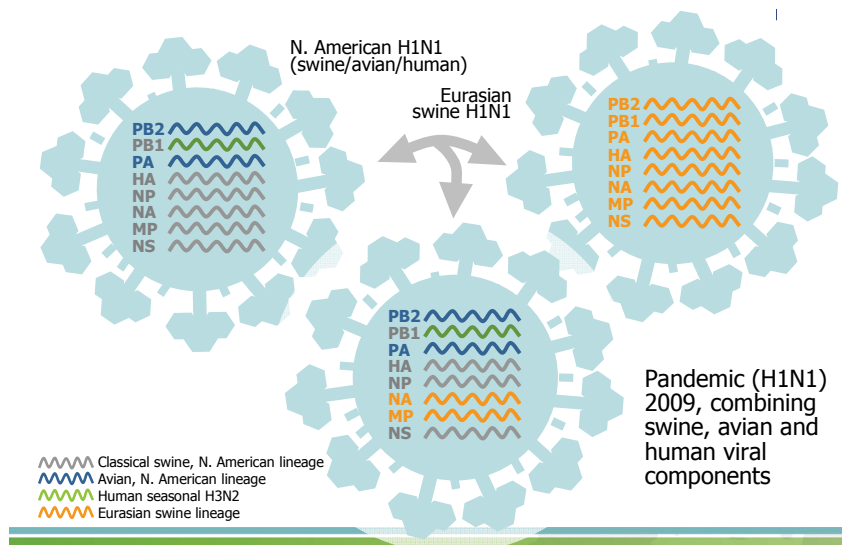 N. American H1N1
(swine/avian/human)
Eurasian
swine H1N1
PB2
PB1
PA
HA
NP
NA
MP
NS
PB2
PB1
PA
HA
NP
NA
MP
NS
PB2
PB1
PA
HA
NP
NA
MP
NS
Pandemic (H1N1)
2009, combining
swine, avian and
human viral
components
Classical swine, N. American lineage
Avian, N. American lineage
Human seasonal H3N2
Eurasian swine lineage